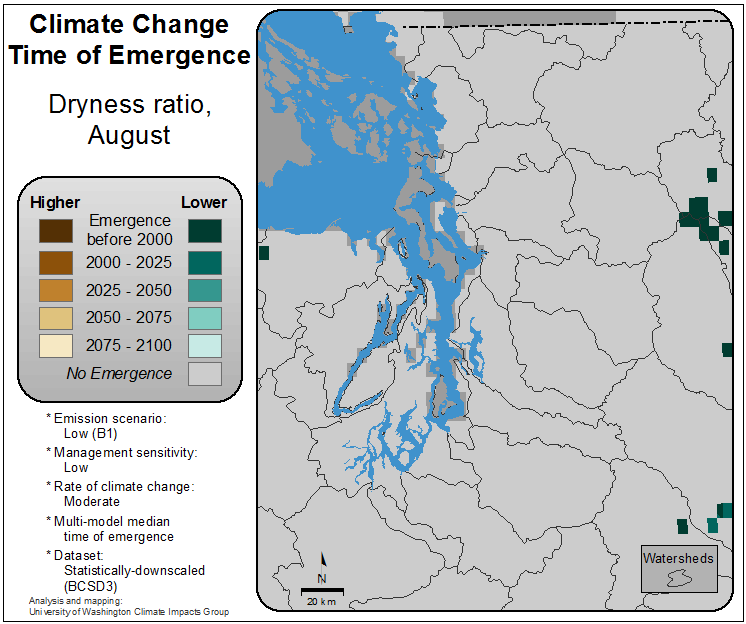 Climate Change
Time of Emergence
Dryness ratio,
August
Higher
Lower
Emergence
before 2000
2000 - 2025
2025 - 2050
2050 - 2075
2075 - 2100
No Emergence
* Emission scenario:
Low (B1)
* Management sensitivity:
Low
* Rate of climate change:
Moderate
* Multi-model median
time of emergence
* Dataset:
Statistically-downscaled
(BCSD3)
Analysis and mapping:
University of Washington Climate Impacts Group
N
20 km
Watersheds